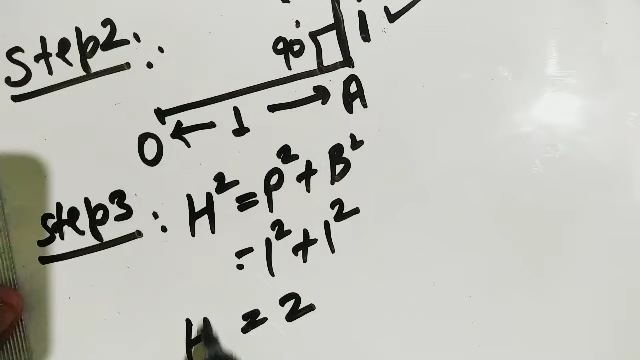 Step2:
90° 1
O ← 1 → A
Step3: H² = P² + B²
= 1² + 1²
H = 2